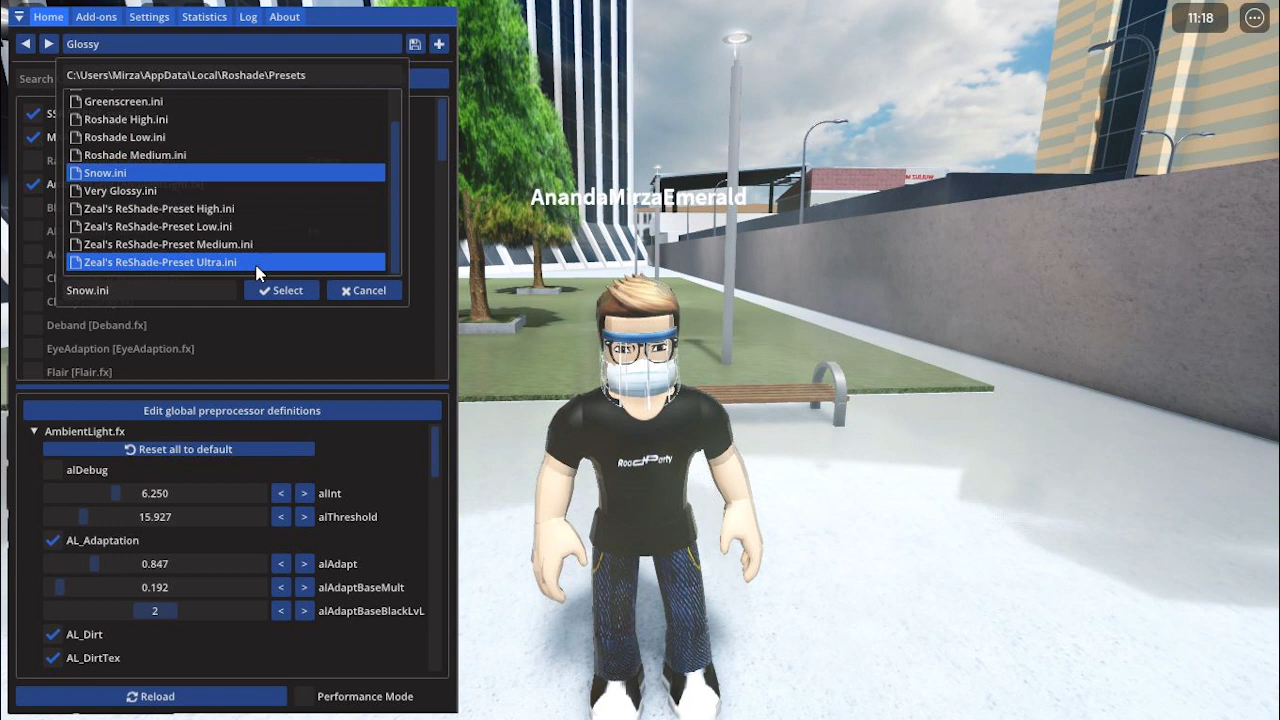 Home Add-ons Settings Statistics Log About
11:18
Glossy
Search
C:\Users\Mirza\AppData\Local\Roshade\Presets
Greenscreen.ini
Roshade High.ini
Roshade Low.ini
Roshade Medium.ini
Snow.ini
Very Glossy.ini
Zeal's ReShade-Preset High.ini
Zeal's ReShade-Preset Low.ini
Zeal's ReShade-Preset Medium.ini
Zeal's ReShade-Preset Ultra.ini
Snow.ini Select Cancel
Deband [Deband.fx]
EyeAdaption [EyeAdaption.fx]
Flair [Flair.fx]
Edit global preprocessor definitions
AmbientLight.fx
Reset all to default
alDebug
6.250 < > alInt
15.927 < > alThreshold
AL_Adaptation
0.847 < > alAdapt
0.192 < > alAdaptBaseMult
2 < > alAdaptBaseBlackLvL
AL_Dirt
AL_DirtTex
Reload Performance Mode
AnandaMirzaEmerald